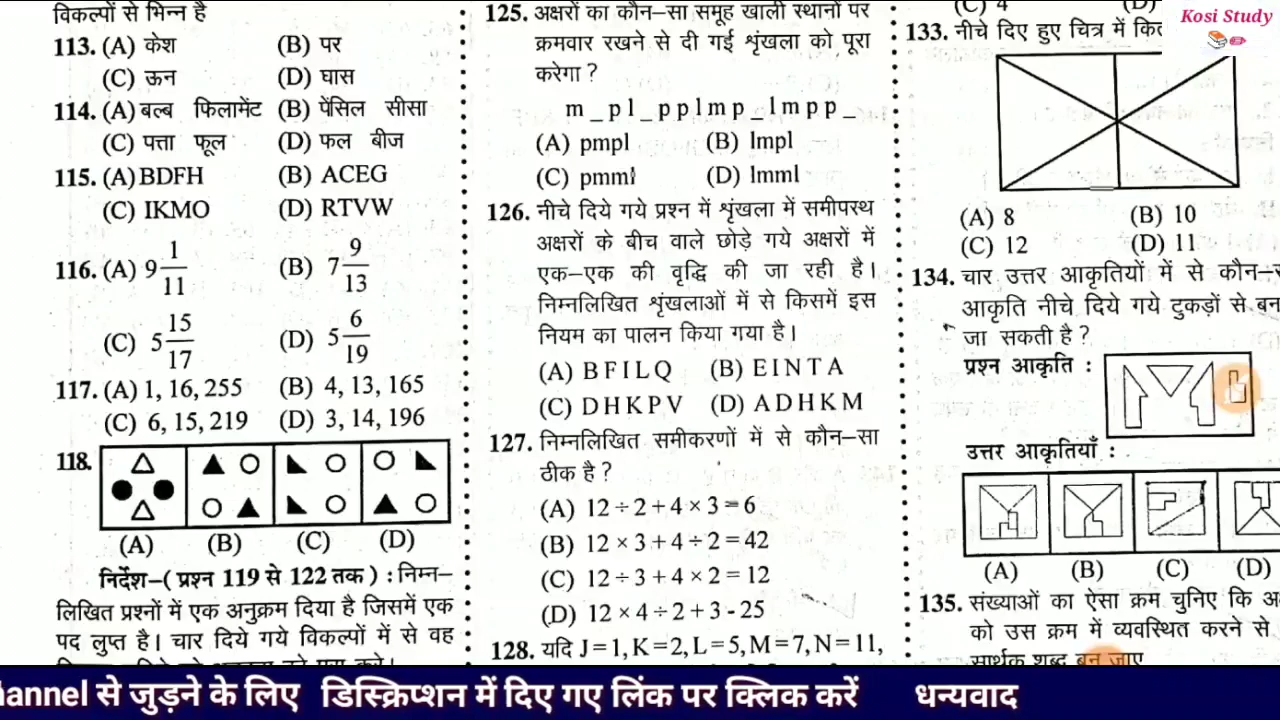 विकल्पों से भिन्न है
113. (A) केश (B) पर
(C) ऊन (D) घास
114. (A) बल्ब फिलामेंट (B) पेंसिल सीसा
(C) पत्ता फूल (D) फल बीज
115. (A) BDFH (B) ACEG
(C) IKMO (D) RTVW
116. (A) 9 1/11 (B) 7 9/13
(C) 5 15/17 (D) 5 6/19
117. (A) 1, 16, 255 (B) 4, 13, 165
(C) 6, 15, 219 (D) 3, 14, 196
118.
(A) (B) (C) (D)
निर्देश–( प्रश्न 119 से 122 तक ) : निम्न–
लिखित प्रश्नों में एक अनुक्रम दिया है जिसमें एक
पद लुप्त है। चार दिये गये विकल्पों में से वह
125. अक्षरों का कौन–सा समूह खाली स्थानों पर
क्रमवार रखने से दी गई शृंखला को पूरा
करेगा ?
m _ p l _ p p l m p _ l m p p _
(A) pmpl (B) lmpl
(C) pmml (D) lmml
126. नीचे दिये गये प्रश्न में शृंखला में समीपस्थ
अक्षरों के बीच वाले छोड़े गये अक्षरों में
एक–एक की वृद्धि की जा रही है।
निम्नलिखित शृंखलाओं में से किसमें इस
नियम का पालन किया गया है।
(A) B F I L Q (B) E I N T A
(C) D H K P V (D) A D H K M
127. निम्नलिखित समीकरणों में से कौन–सा
ठीक है ?
(A) 12 ÷ 2 + 4 × 3 = 6
(B) 12 × 3 + 4 ÷ 2 = 42
(C) 12 ÷ 3 + 4 × 2 = 12
(D) 12 × 4 ÷ 2 + 3 - 25
128. यदि J = 1, K = 2, L = 5, M = 7, N = 11,
(C) 4 (D)
Kosi Study
133. नीचे दिए हुए चित्र में
(A) 8 (B) 10
(C) 12 (D) 11
134. चार उत्तर आकृतियों में से
आकृति नीचे दिये गये टुकड़ों से
जा सकती है ?
प्रश्न आकृति :
उत्तर आकृतियाँ :
(A) (B) (C) (D)
135. संख्याओं का ऐसा क्रम चुनिए कि
को उस क्रम में व्यवस्थित करने से
सार्थक शब्द बन जाए
hannel से जुड़ने के लिए डिस्क्रिप्शन में दिए गए लिंक पर क्लिक करें धन्यवाद